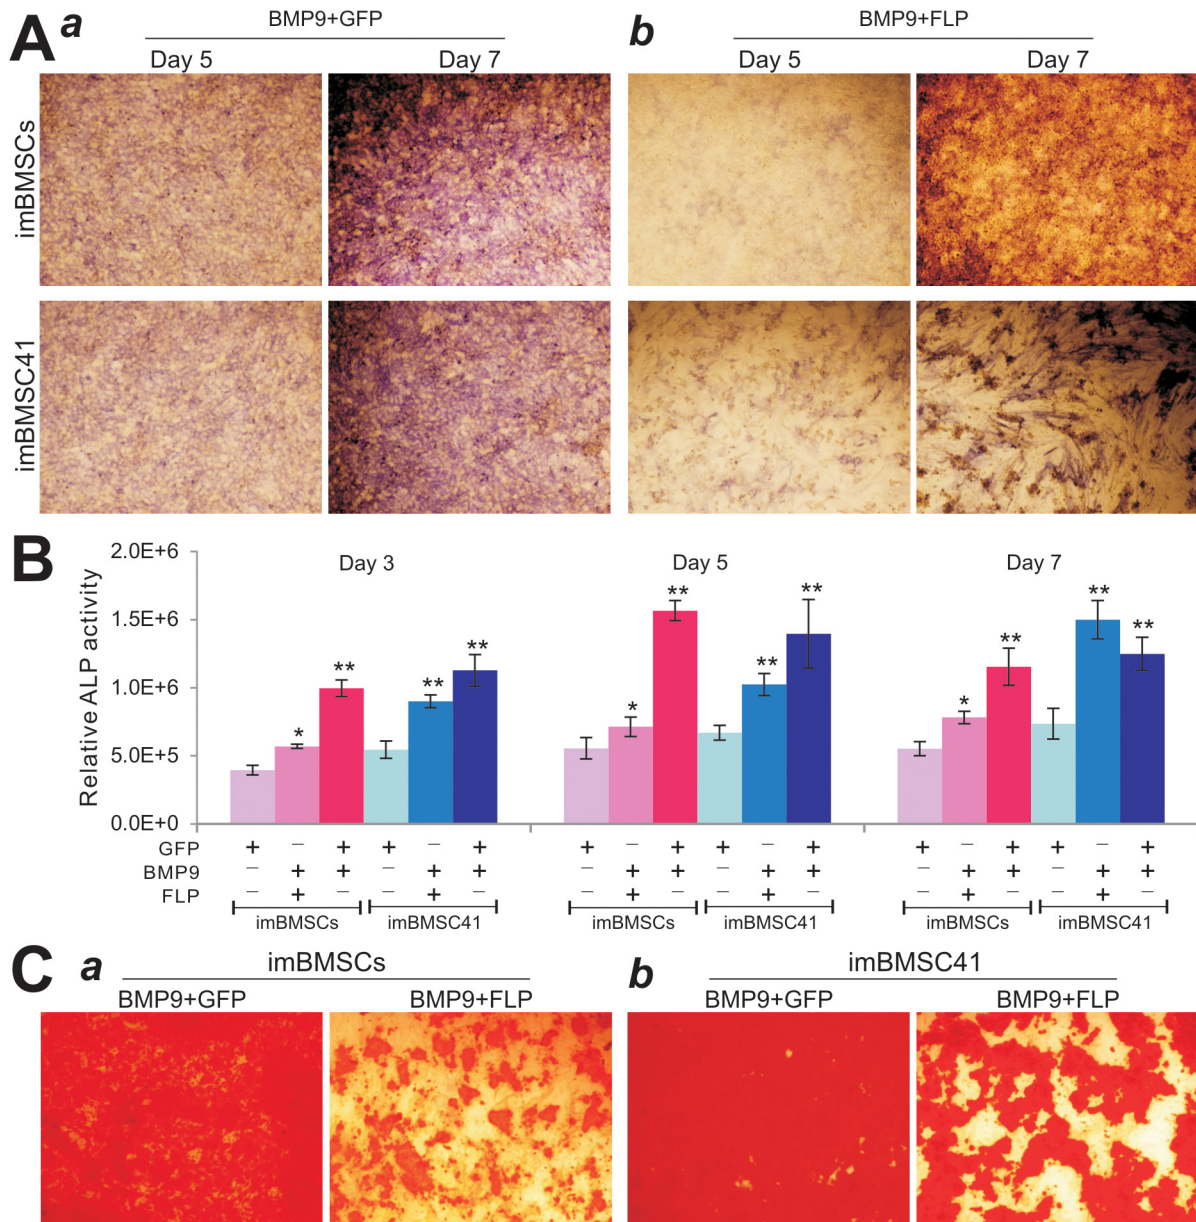 A a BMP9+GFP b BMP9+FLP
Day 5 Day 7 Day 5 Day 7
imBMSCs
imBMSC41
B
Relative ALP activity
2.0E+6
1.5E+6
1.0E+6
5.0E+5
0.0E+0
Day 3 Day 5 Day 7
* ** ** **
* ** ** **
* ** ** **
GFP + − + + − + + − + + − + + − + + − +
BMP9 − + + − + + − + + − + + − + + − + +
FLP − + − − + − − + − − + − − + − − + −
imBMSCs imBMSC41 imBMSCs imBMSC41 imBMSCs imBMSC41
C a imBMSCs b imBMSC41
BMP9+GFP BMP9+FLP BMP9+GFP BMP9+FLP